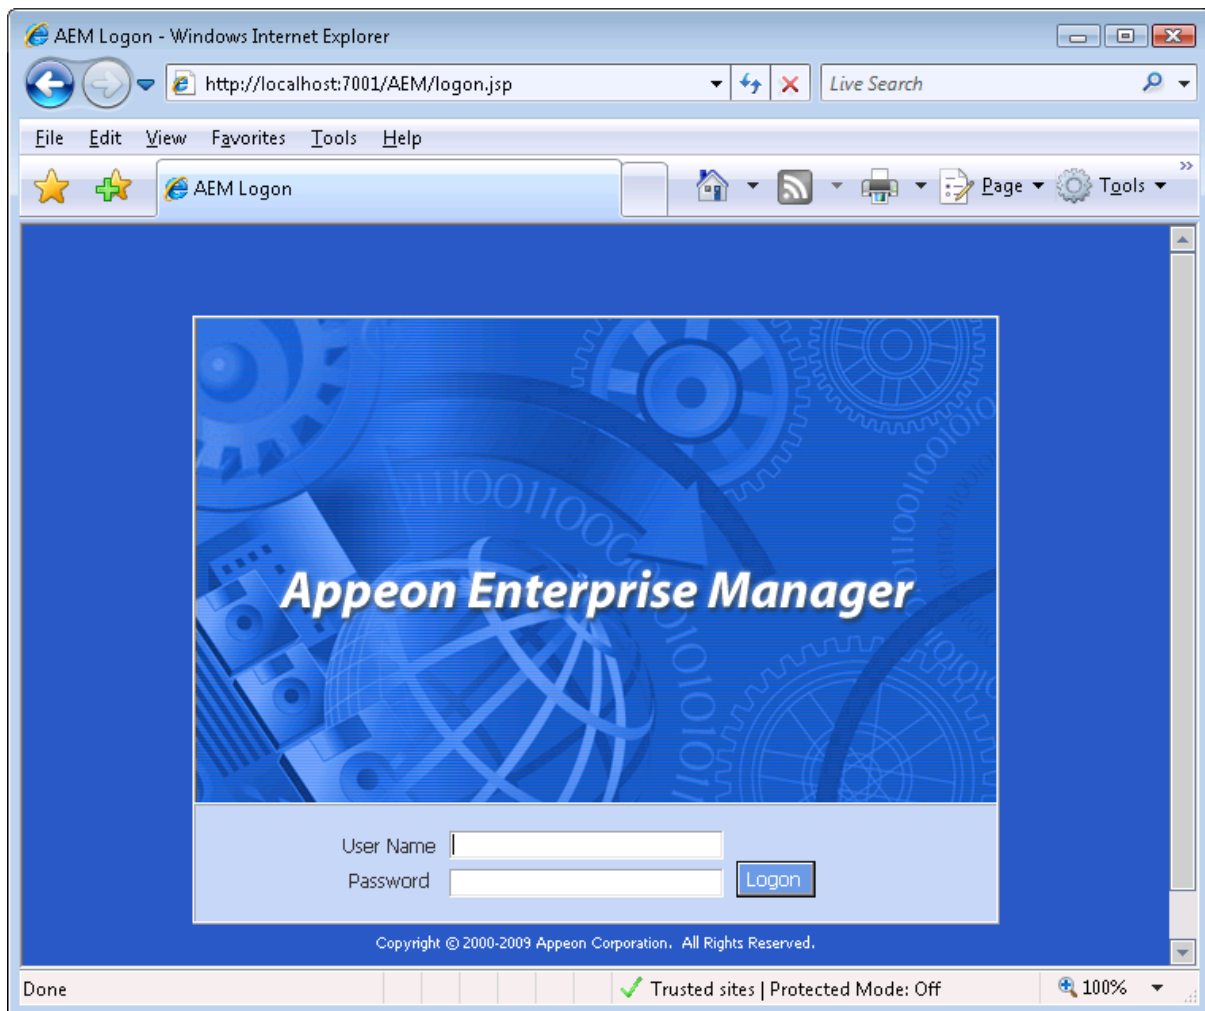 AEM Logon - Windows Internet Explorer
http://localhost:7001/AEM/logon.jsp
Live Search
File Edit View Favorites Tools Help
AEM Logon
Page Tools
Appeon Enterprise Manager
User Name
Password
Logon
Copyright © 2000-2009 Appeon Corporation. All Rights Reserved.
Done
Trusted sites | Protected Mode: Off
100%